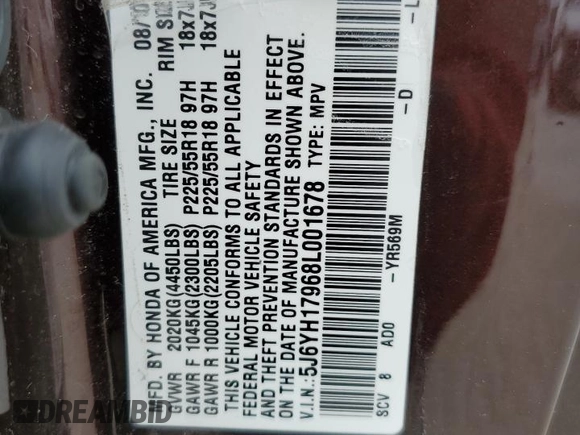 MFD. BY HONDA OF AMERICA MFG., INC. 08/
GVWR 2020KG(4450LBS) TIRE SIZE RIM SIZE
GAWR F 1045KG(2300LBS) P225/55R18 97H 18x7J
GAWR R 1000KG(2205LBS) P225/55R18 97H 18x7J
THIS VEHICLE CONFORMS TO ALL APPLICABLE
FEDERAL MOTOR VEHICLE SAFETY
AND THEFT PREVENTION STANDARDS IN EFFECT
ON THE DATE OF MANUFACTURE SHOWN ABOVE.
V.I.N.:5J6YH17968L001678 TYPE: MPV
SCV 8 AD0 -YR569M -D -L
DREAMBID